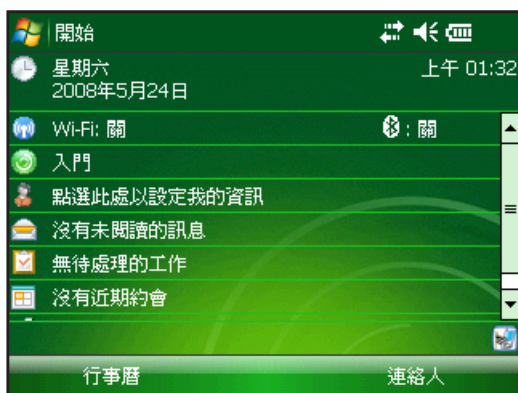 開始
星期六 上午 01:32
2008年5月24日
Wi-Fi: 關 : 關
入門
點選此處以設定我的資訊
沒有未閱讀的訊息
無待處理的工作
沒有近期約會
行事曆 連絡人